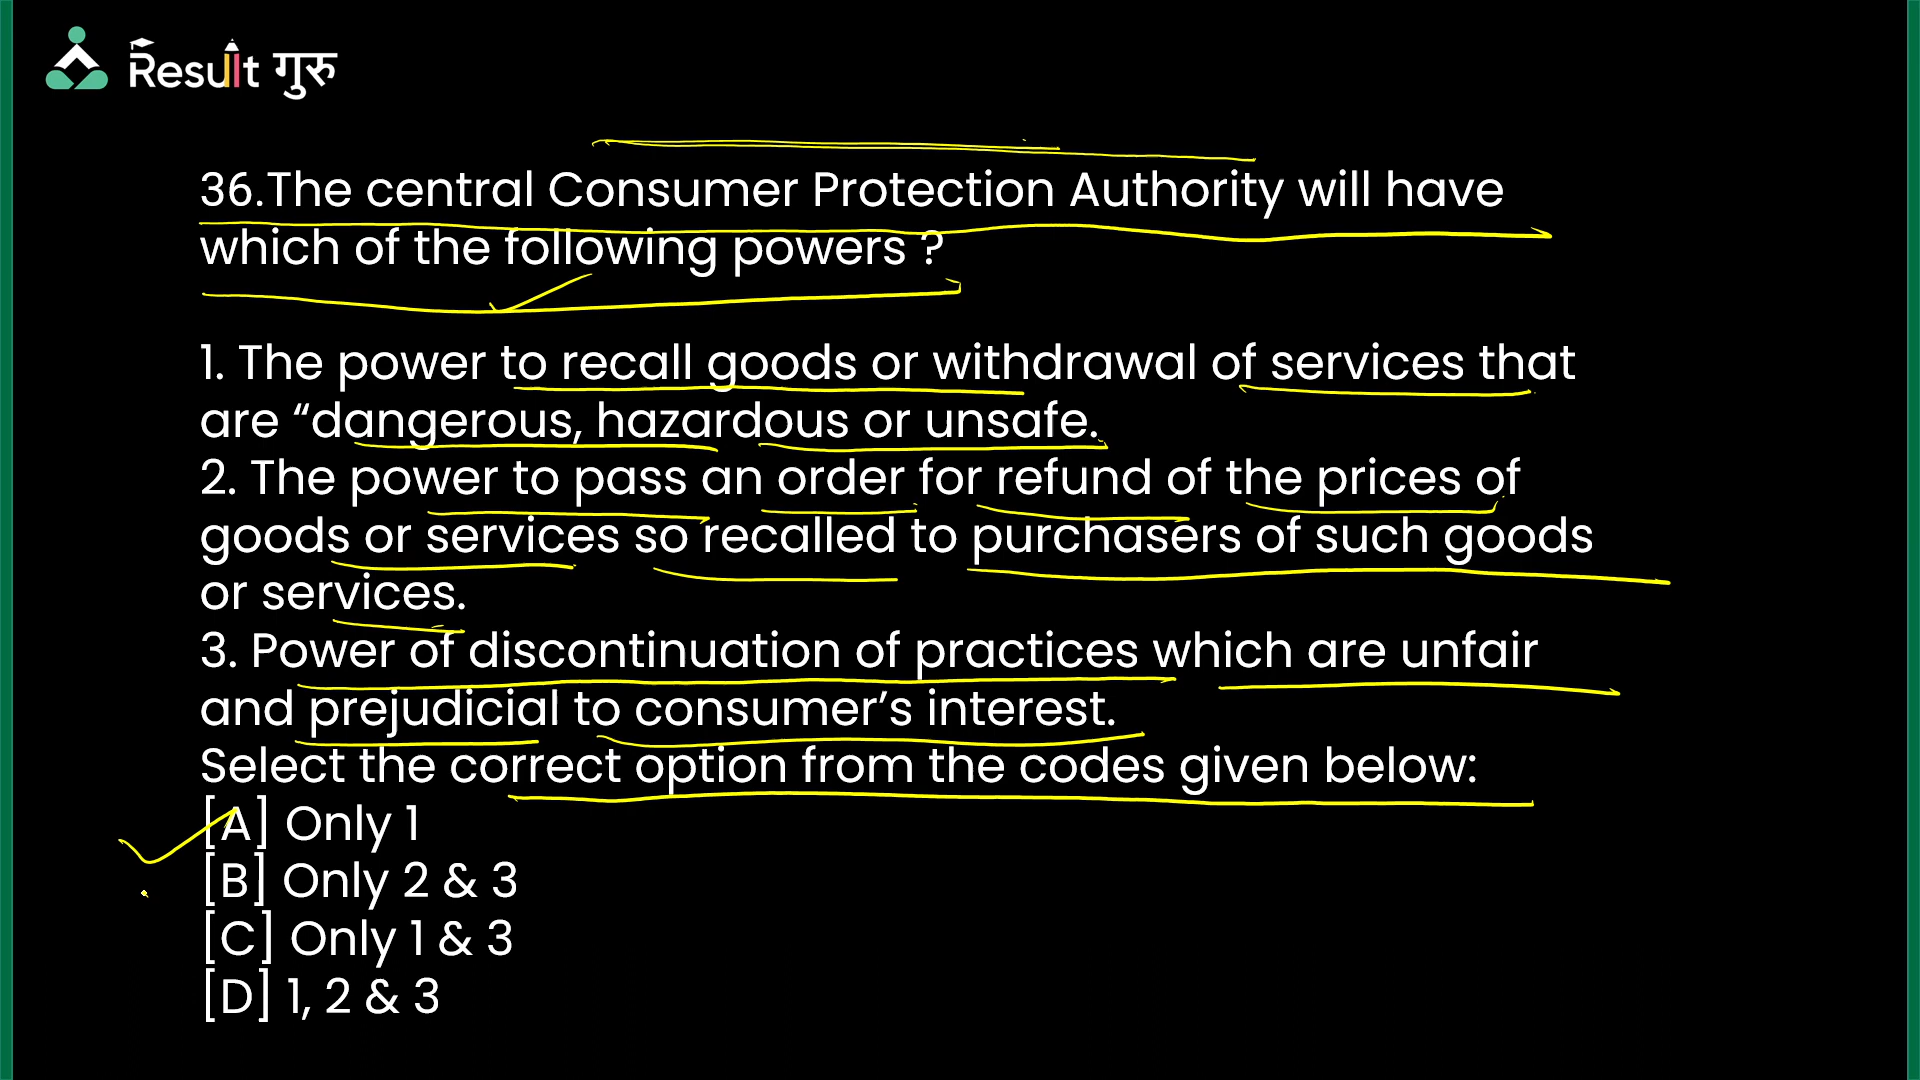 Result गुरु
36.The central Consumer Protection Authority will have
which of the following powers ?
1. The power to recall goods or withdrawal of services that
are “dangerous, hazardous or unsafe.
2. The power to pass an order for refund of the prices of
goods or services so recalled to purchasers of such goods
or services.
3. Power of discontinuation of practices which are unfair
and prejudicial to consumer’s interest.
Select the correct option from the codes given below:
[A] Only 1
[B] Only 2 & 3
[C] Only 1 & 3
[D] 1, 2 & 3